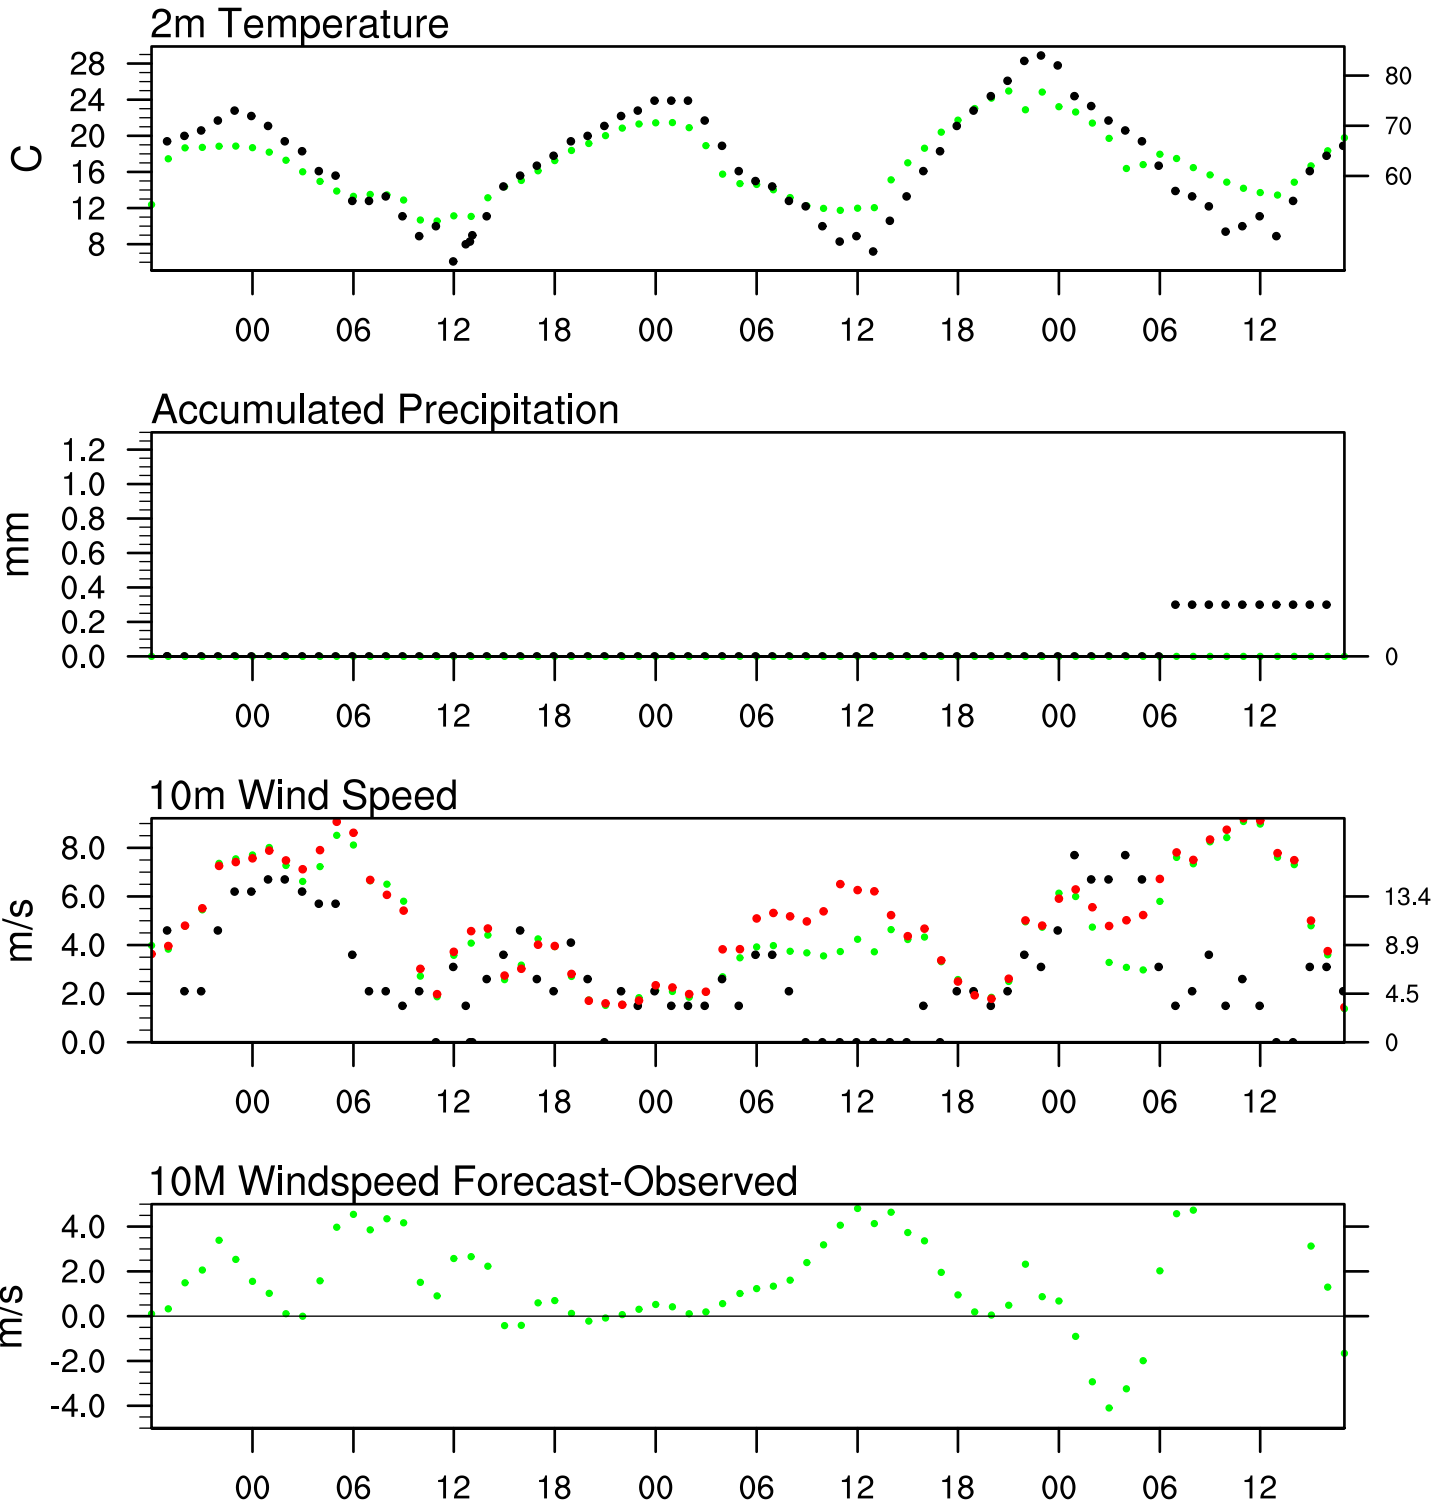 2m Temperature
C
28
24
20
16
12
8
80
70
60
00 06 12 18 00 06 12 18 00 06 12
Accumulated Precipitation
mm
1.2
1.0
0.8
0.6
0.4
0.2
0.0
0
00 06 12 18 00 06 12 18 00 06 12
10m Wind Speed
m/s
8.0
6.0
4.0
2.0
0.0
13.4
8.9
4.5
0
00 06 12 18 00 06 12 18 00 06 12
10M Windspeed Forecast-Observed
m/s
4.0
2.0
0.0
-2.0
-4.0
00 06 12 18 00 06 12 18 00 06 12